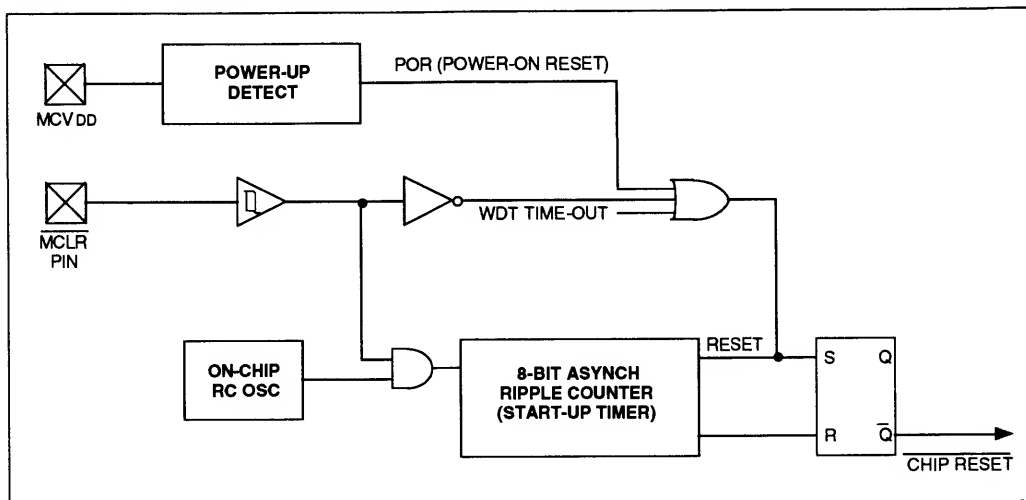 POWER-UP
DETECT
POR (POWER-ON RESET)
MCVDD
MCLR
PIN
WDT TIME-OUT
ON-CHIP
RC OSC
8-BIT ASYNCH
RIPPLE COUNTER
(START-UP TIMER)
RESET
S Q
R Q̅
CHIP RESET